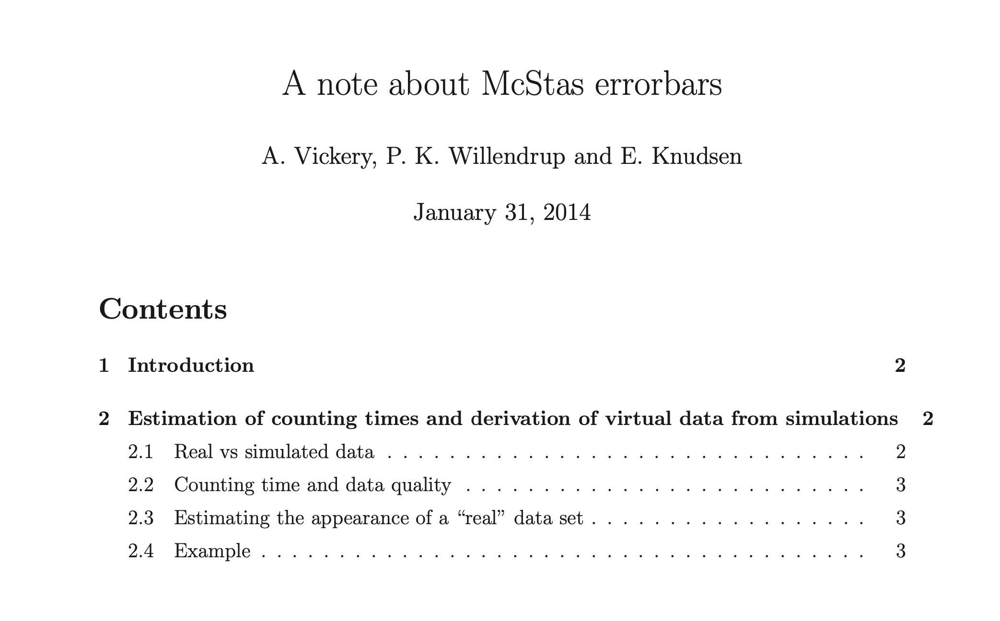 A note about McStas errorbars
A. Vickery, P. K. Willendrup and E. Knudsen
January 31, 2014
Contents
1 Introduction 2
2 Estimation of counting times and derivation of virtual data from simulations 2
2.1 Real vs simulated data . . . . . . . . . . . . . . . . . . . . . . . . . . . . . . . 2
2.2 Counting time and data quality . . . . . . . . . . . . . . . . . . . . . . . . . . 3
2.3 Estimating the appearance of a “real” data set . . . . . . . . . . . . . . . . . . 3
2.4 Example . . . . . . . . . . . . . . . . . . . . . . . . . . . . . . . . . . . . . . . 3